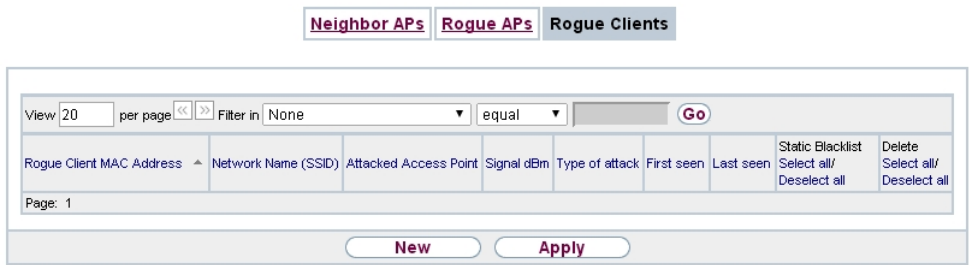 Neighbor APs Rogue APs Rogue Clients
View 20 per page << >> Filter in None equal Go
Rogue Client MAC Address Network Name (SSID) Attacked Access Point Signal dBm Type of attack First seen Last seen Static Blacklist Select all/ Deselect all Delete Select all/ Deselect all
Page: 1
New Apply